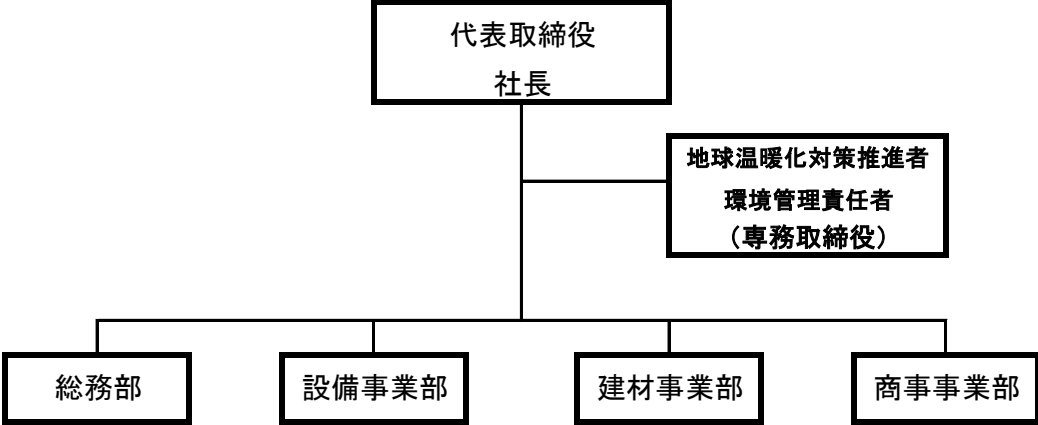 代表取締役
社長
地球温暖化対策推進者
環境管理責任者
（専務取締役）
総務部
設備事業部
建材事業部
商事事業部